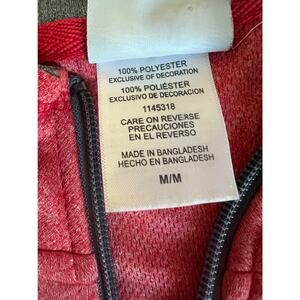 100% POLYESTER
EXCLUSIVE OF DECORATION
100% POLIÉSTER
EXCLUSIVO DE DECORACION
1145318
CARE ON REVERSE
PRECAUCIONES
EN EL REVERSO
MADE IN BANGLADESH
HECHO EN BANGLADESH
M/M